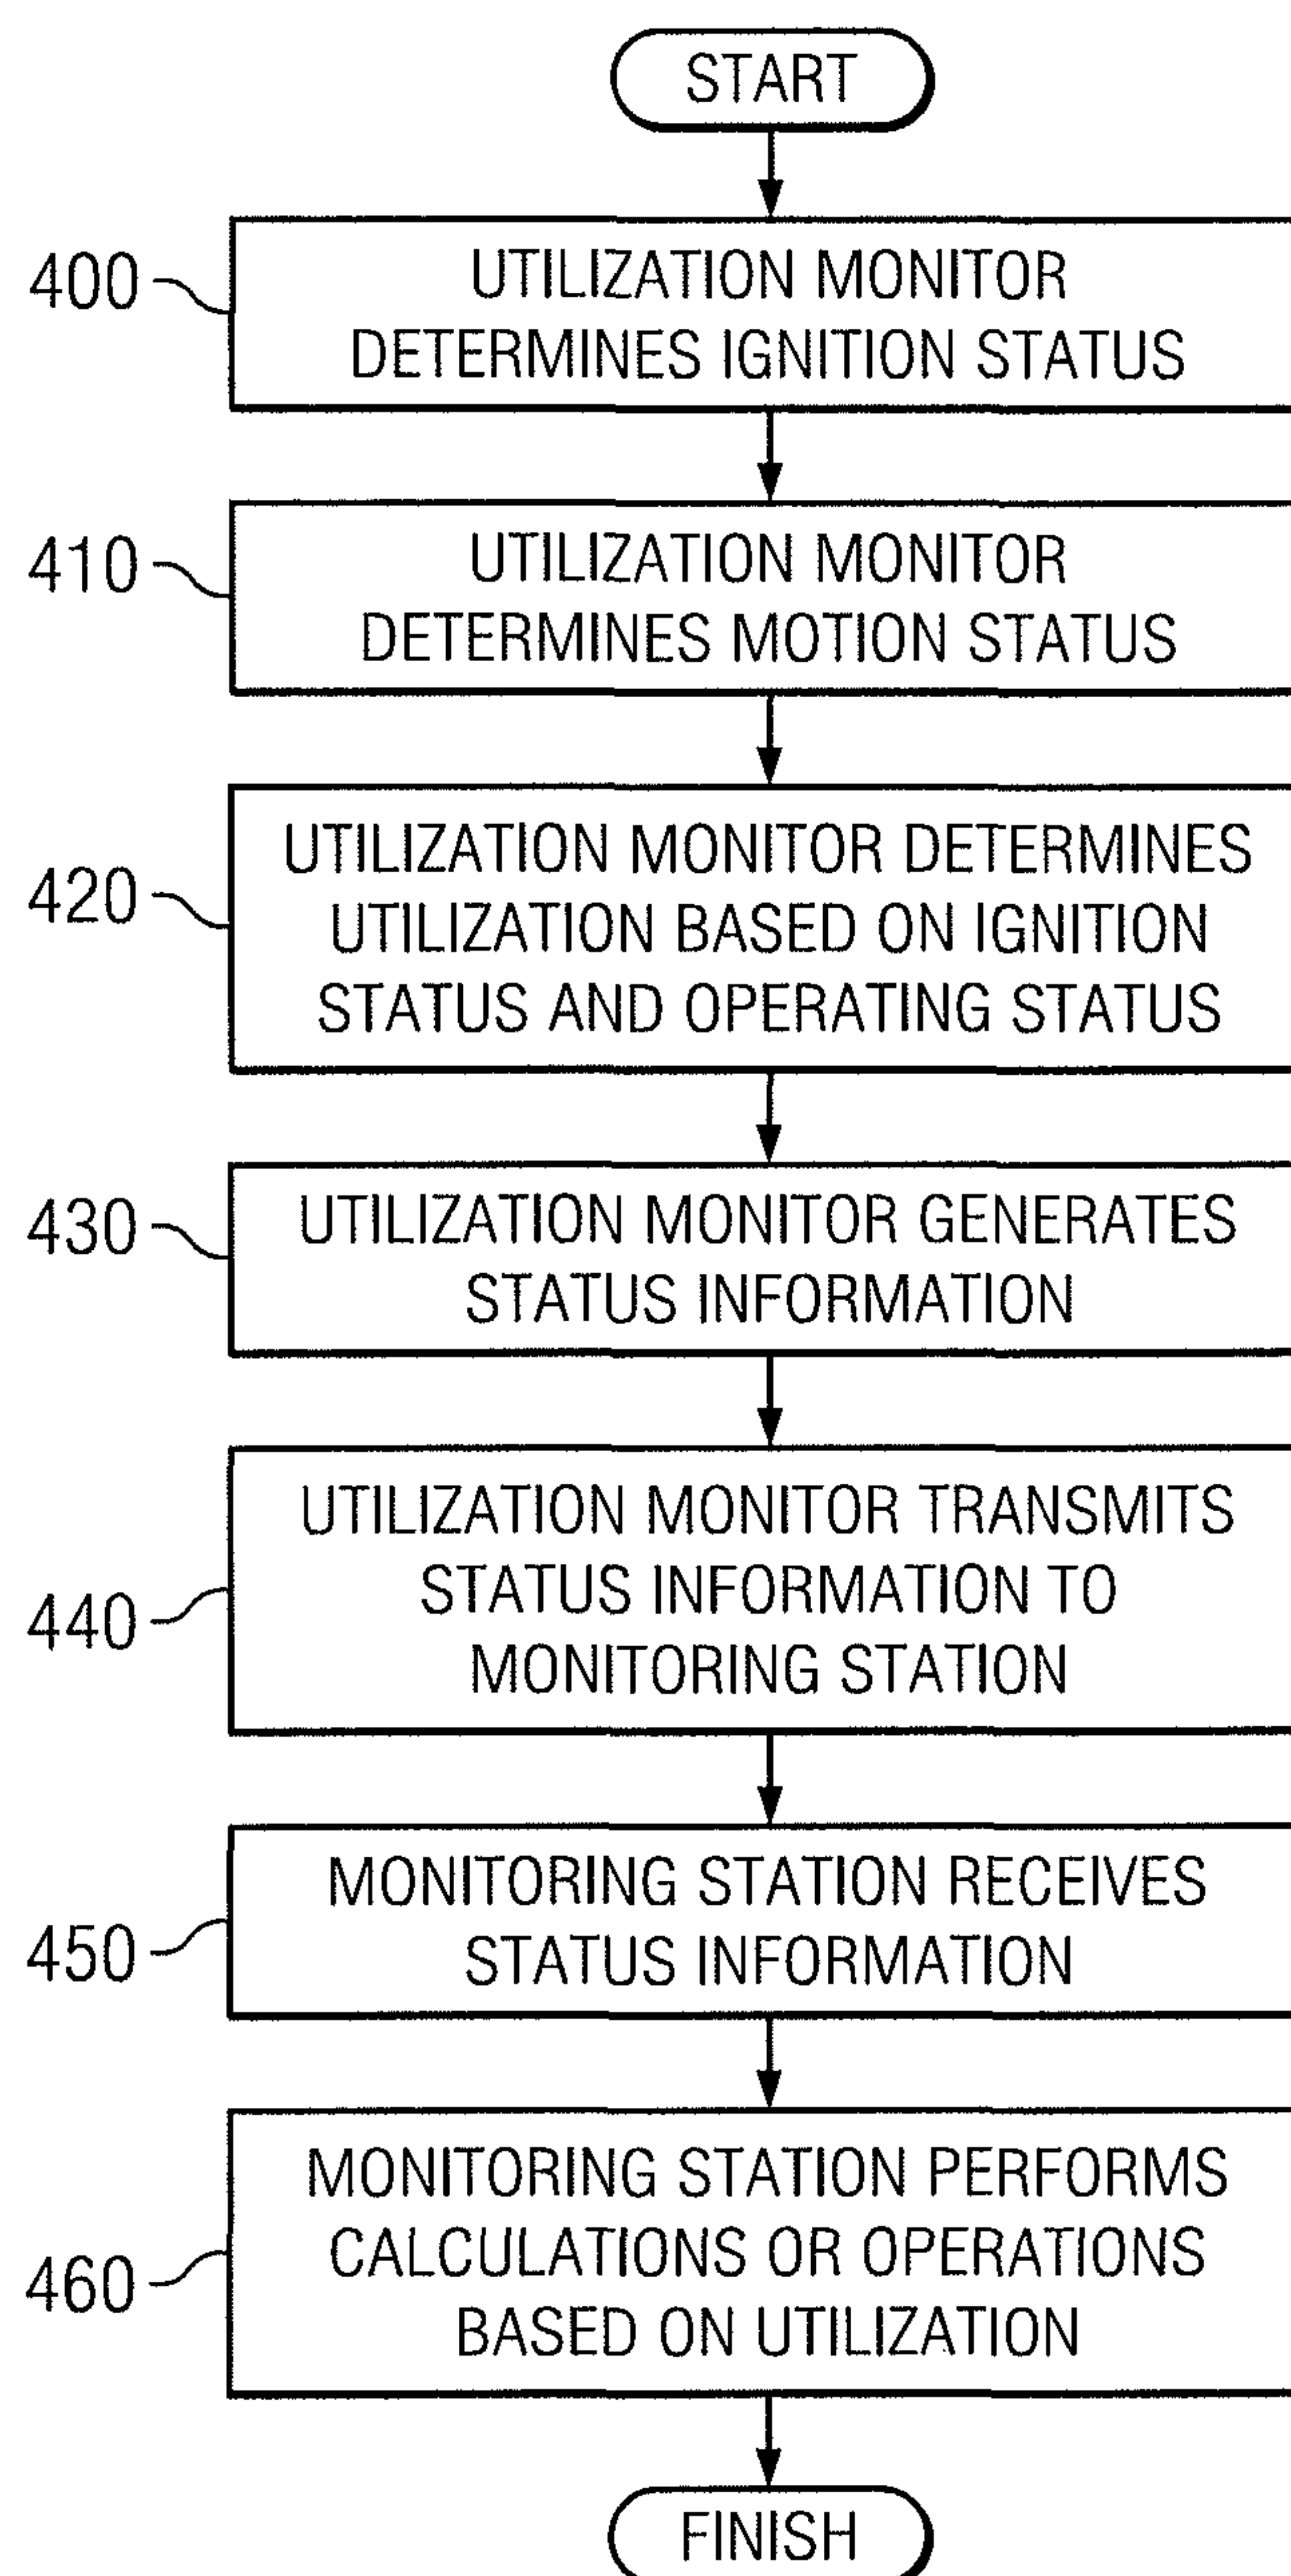 START
400
UTILIZATION MONITOR
DETERMINES IGNITION STATUS
410
UTILIZATION MONITOR
DETERMINES MOTION STATUS
420
UTILIZATION MONITOR DETERMINES
UTILIZATION BASED ON IGNITION
STATUS AND OPERATING STATUS
430
UTILIZATION MONITOR GENERATES
STATUS INFORMATION
440
UTILIZATION MONITOR TRANSMITS
STATUS INFORMATION TO
MONITORING STATION
450
MONITORING STATION RECEIVES
STATUS INFORMATION
460
MONITORING STATION PERFORMS
CALCULATIONS OR OPERATIONS
BASED ON UTILIZATION
FINISH